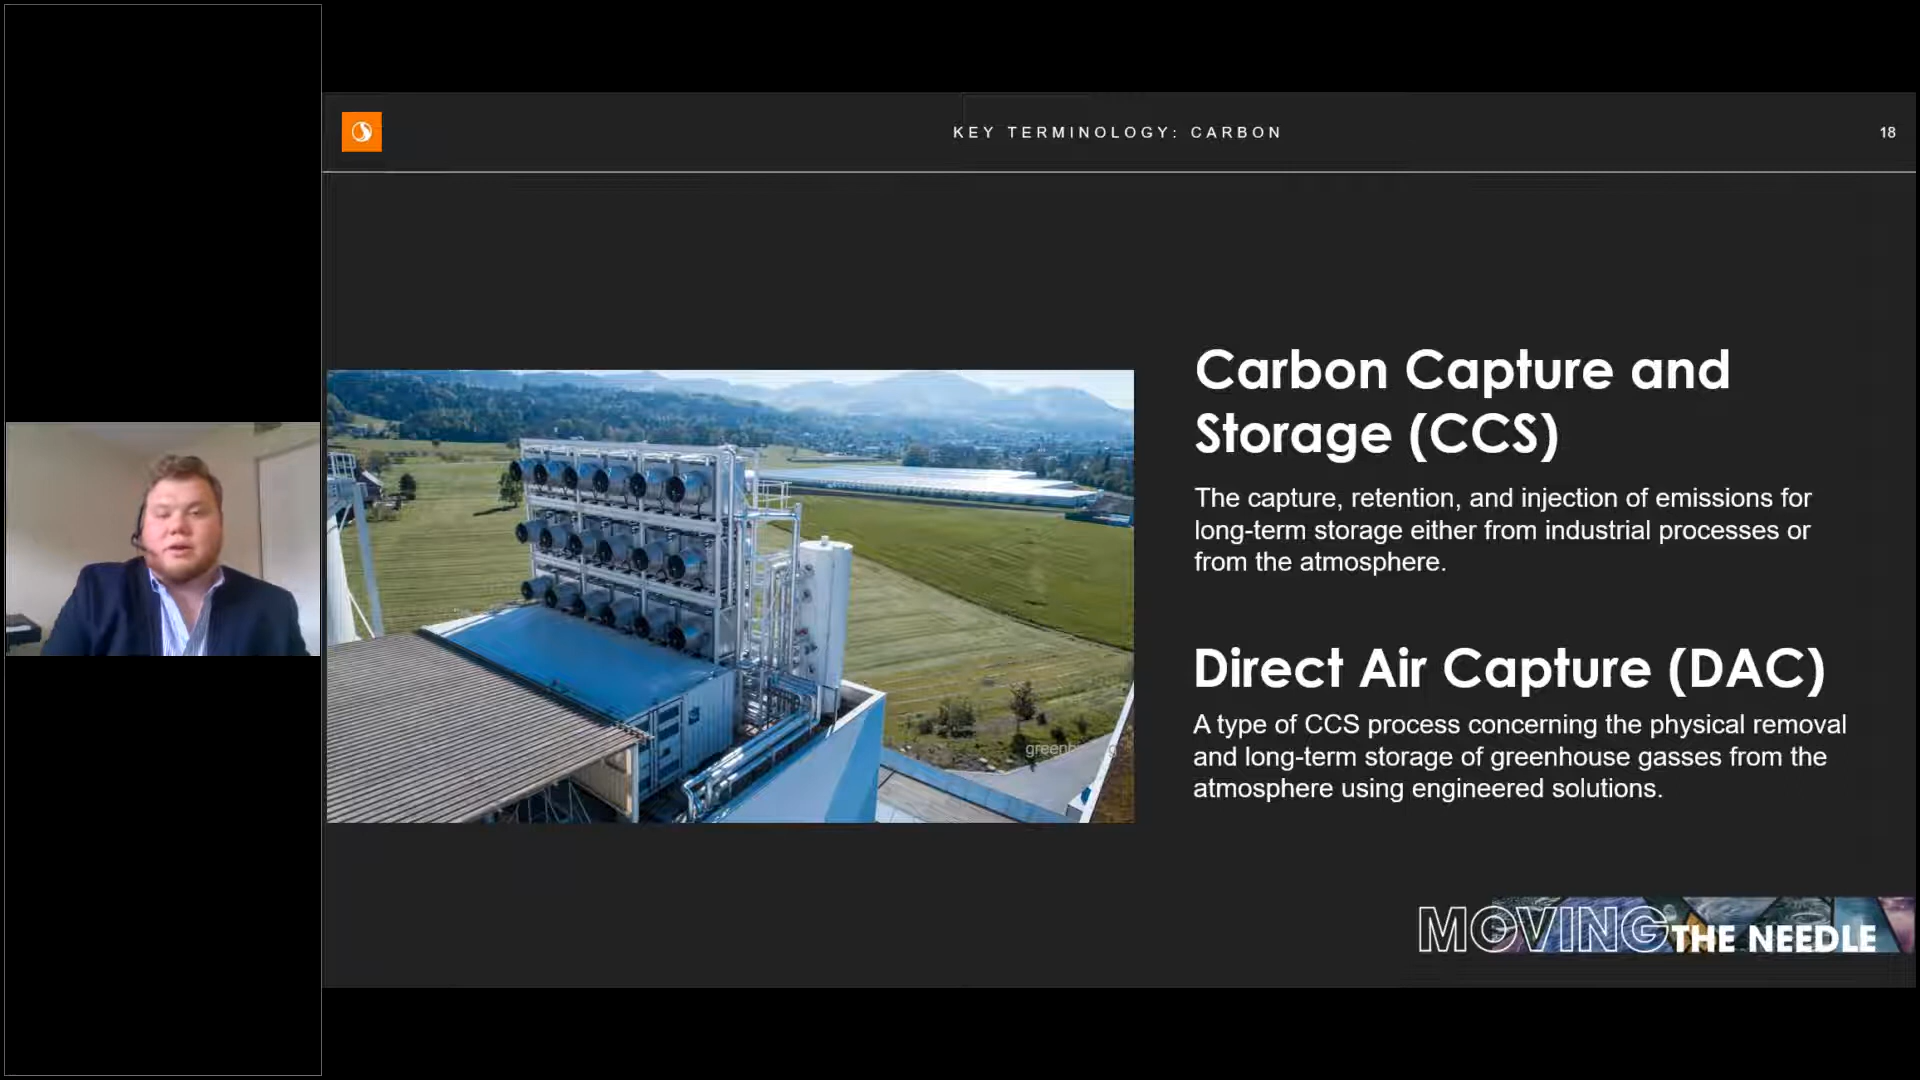 KEY TERMINOLOGY: CARBON
18
Carbon Capture and
Storage (CCS)
The capture, retention, and injection of emissions for
long-term storage either from industrial processes or
from the atmosphere.
Direct Air Capture (DAC)
A type of CCS process concerning the physical removal
and long-term storage of greenhouse gasses from the
atmosphere using engineered solutions.
MOVING THE NEEDLE